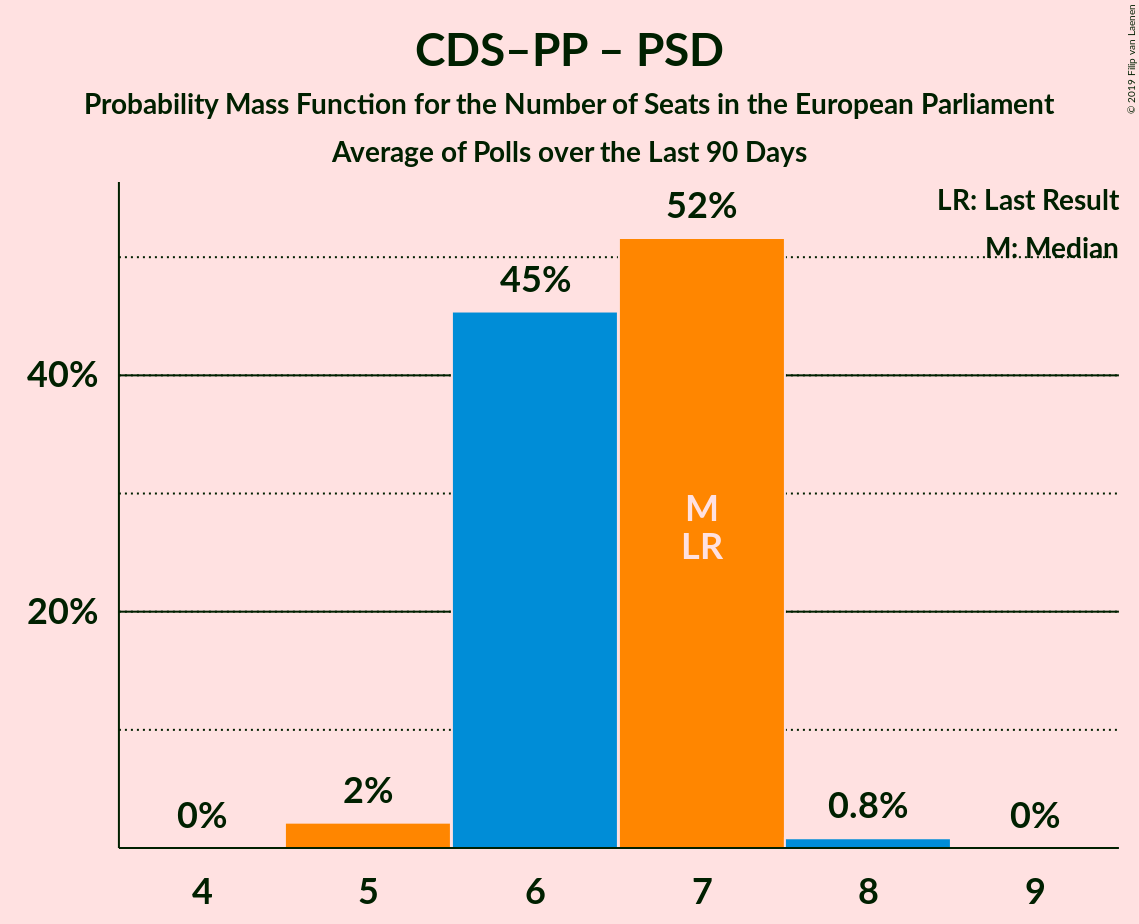 CDS–PP – PSD
Probability Mass Function for the Number of Seats in the European Parliament
Average of Polls over the Last 90 Days
© 2019 Filip van Laenen
LR: Last Result
M: Median
52%
45%
40%
M
LR
20%
2%
0.8%
0%
0%
4
5
6
7
8
9